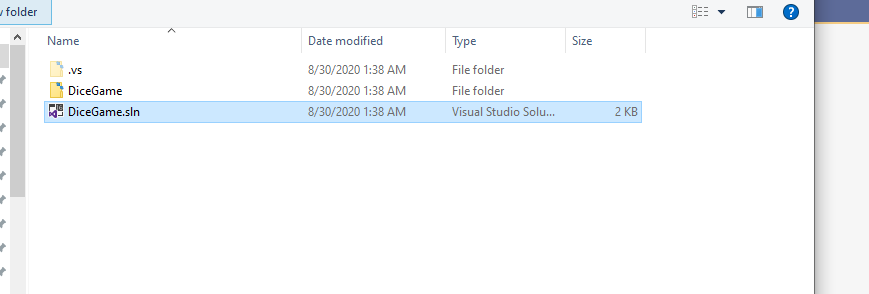 w folder
?
Name Date modified Type Size
.vs 8/30/2020 1:38 AM File folder
DiceGame 8/30/2020 1:38 AM File folder
DiceGame.sln 8/30/2020 1:38 AM Visual Studio Solu... 2 KB